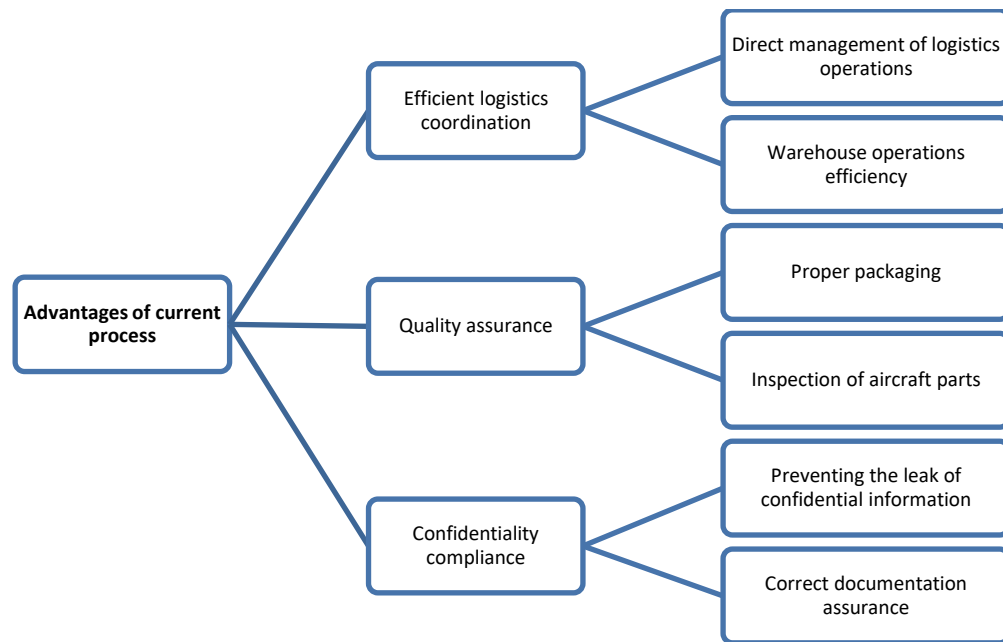 Direct management of logistics
operations
Efficient logistics
coordination
Warehouse operations
efficiency
Proper packaging
Advantages of current
process
Quality assurance
Inspection of aircraft parts
Preventing the leak of
confidential information
Confidentiality
compliance
Correct documentation
assurance